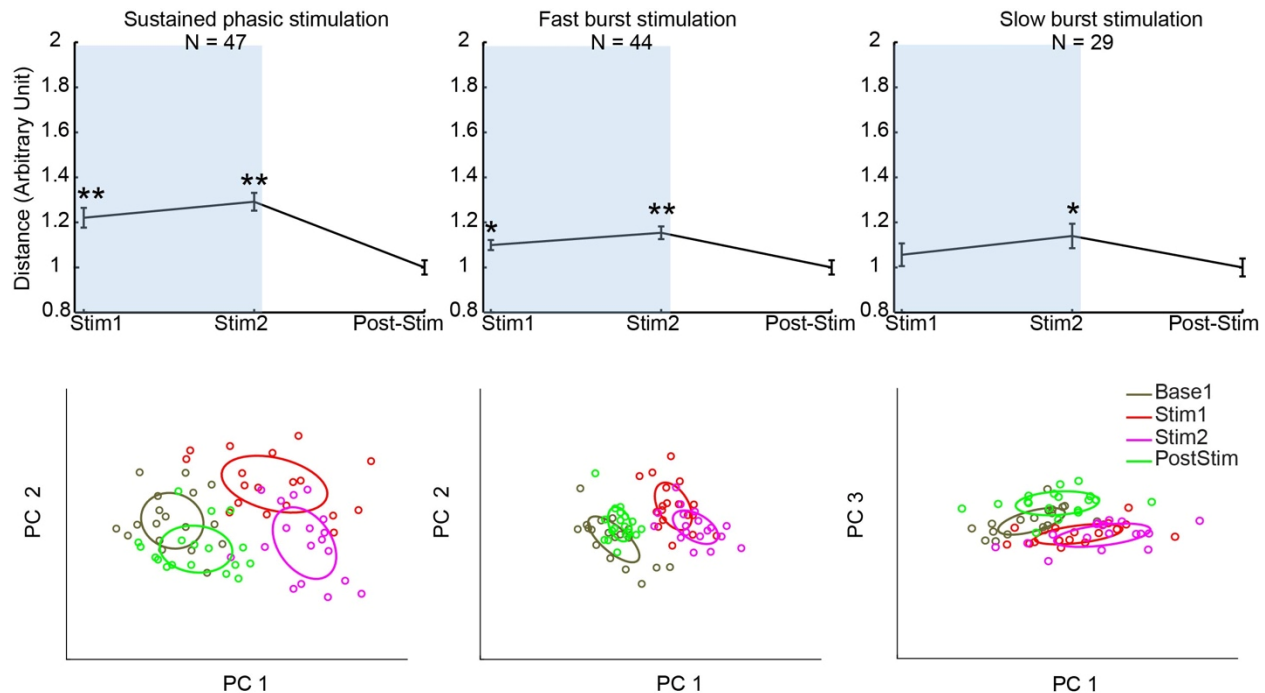 Sustained phasic stimulation
N = 47
Fast burst stimulation
N = 44
Slow burst stimulation
N = 29
Distance (Arbitrary Unit)
2
1.8
1.6
1.4
1.2
1
0.8
**
**
Stim1
Stim2
Post-Stim
2
1.8
1.6
1.4
1.2
1
0.8
*
**
Stim1
Stim2
Post-Stim
2
1.8
1.6
1.4
1.2
1
0.8
*
Stim1
Stim2
Post-Stim
PC 2
PC 1
PC 2
PC 1
PC 3
PC 1
Base1
Stim1
Stim2
PostStim